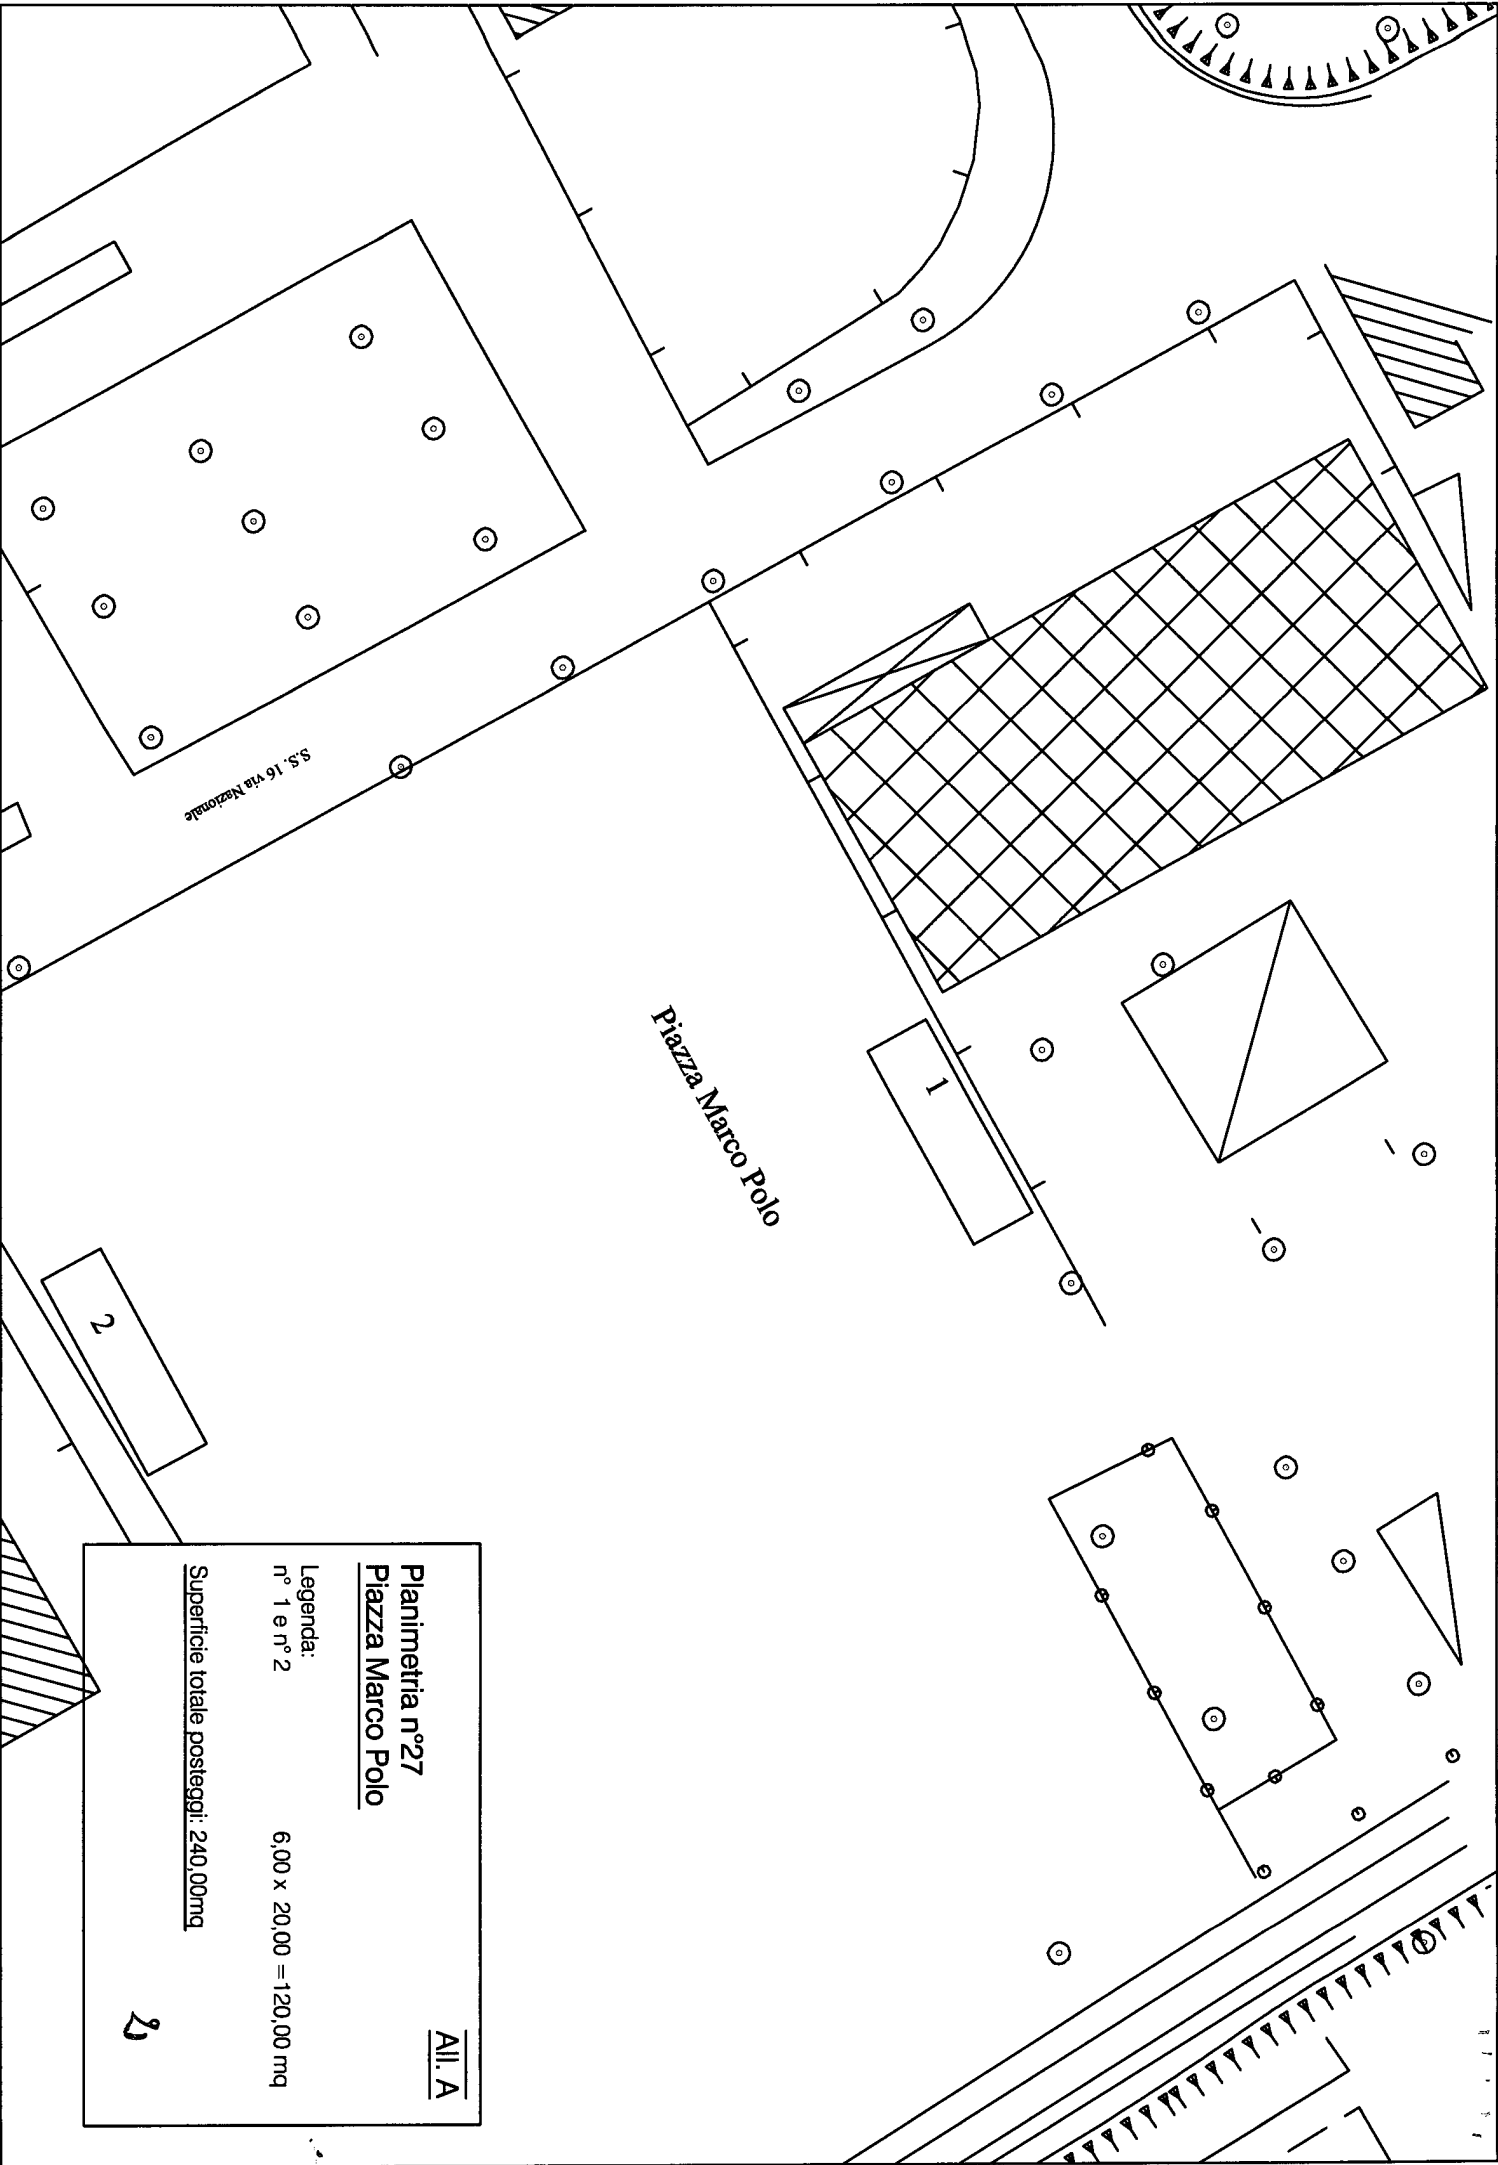 S.S. 16 via Nazionale
Piazza Marco Polo
1
2
All. A
Planimetria n°27
Piazza Marco Polo
Legenda:
n° 1 e n° 2 6,00 x 20,00 =120,00 mq
Superficie totale posteggi: 240,00mq